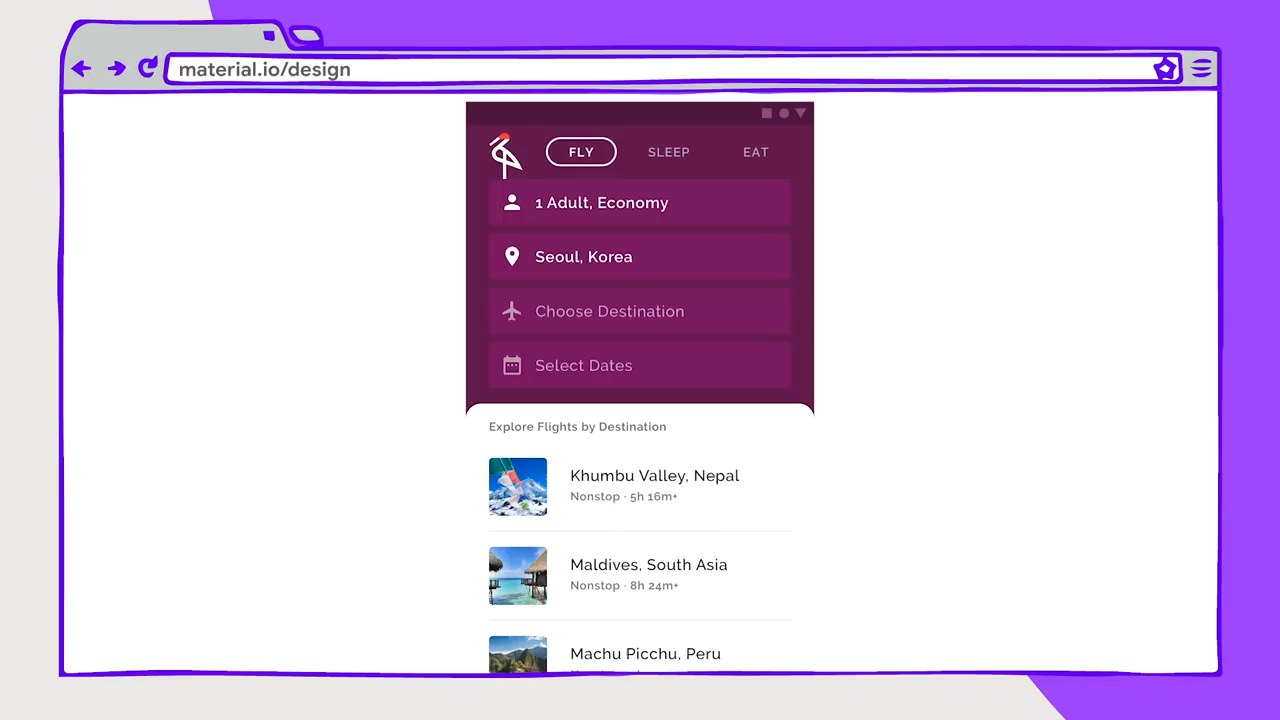 material.io/design
FLY SLEEP EAT
1 Adult, Economy
Seoul, Korea
Choose Destination
Select Dates
Explore Flights by Destination
Khumbu Valley, Nepal
Nonstop · 5h 16m+
Maldives, South Asia
Nonstop · 8h 24m+
Machu Picchu, Peru